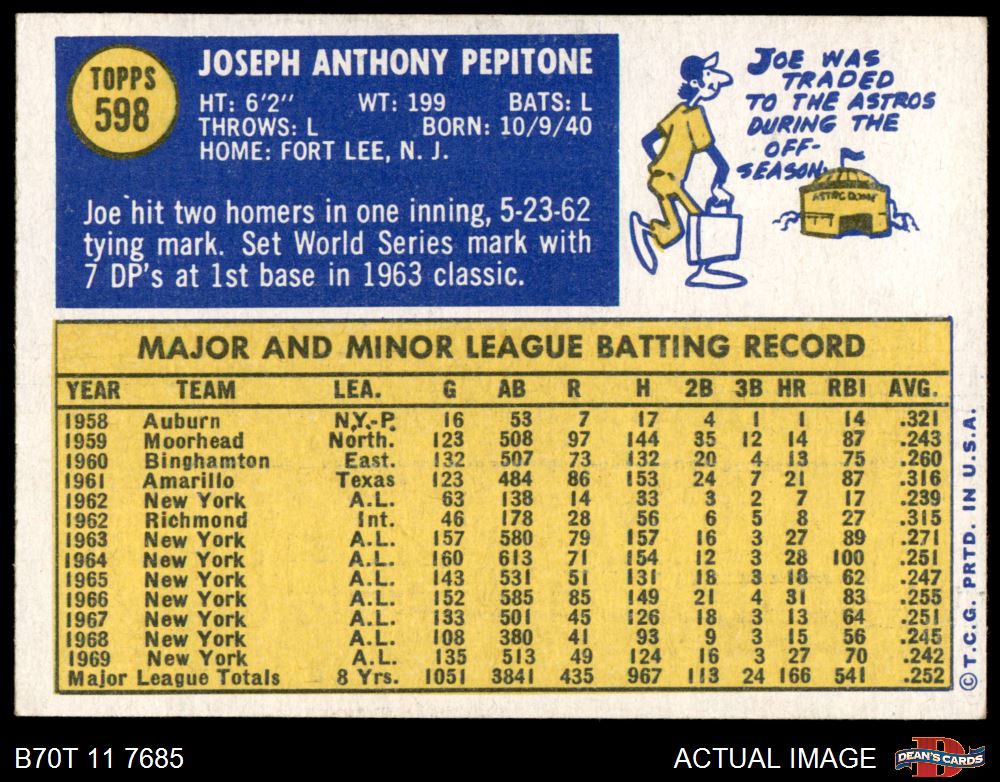 TOPPS
598
JOSEPH ANTHONY PEPITONE
HT: 6'2" WT: 199 BATS: L
THROWS: L BORN: 10/9/40
HOME: FORT LEE, N. J.
Joe hit two homers in one inning, 5-23-62
tying mark. Set World Series mark with
7 DP's at 1st base in 1963 classic.
JOE WAS
TRADED
TO THE ASTROS
DURING THE
OFF-
SEASON.
ASTRODOME
MAJOR AND MINOR LEAGUE BATTING RECORD
YEAR TEAM LEA. G AB R H 2B 3B HR RBI AVG.
1958 Auburn N.Y.-P. 16 53 7 17 4 1 1 14 .321
1959 Moorhead North. 123 508 97 144 35 12 14 87 .243
1960 Binghamton East. 132 507 73 132 20 4 13 75 .260
1961 Amarillo Texas 123 484 86 153 24 7 21 87 .316
1962 New York A.L. 63 138 14 33 3 2 7 17 .239
1962 Richmond Int. 46 178 28 56 6 5 8 27 .315
1963 New York A.L. 157 580 79 157 16 3 27 89 .271
1964 New York A.L. 160 613 71 154 12 3 28 100 .251
1965 New York A.L. 143 531 51 131 18 3 18 62 .247
1966 New York A.L. 152 585 85 149 21 4 31 83 .255
1967 New York A.L. 133 501 45 126 18 3 13 64 .251
1968 New York A.L. 108 380 41 93 9 3 15 56 .245
1969 New York A.L. 135 513 49 124 16 3 27 70 .242
Major League Totals 8 Yrs. 1051 3841 435 967 113 24 166 541 .252
©T.C.G. PRTD. IN U.S.A.
B70T 11 7685
ACTUAL IMAGE
D
DEAN'S CARDS